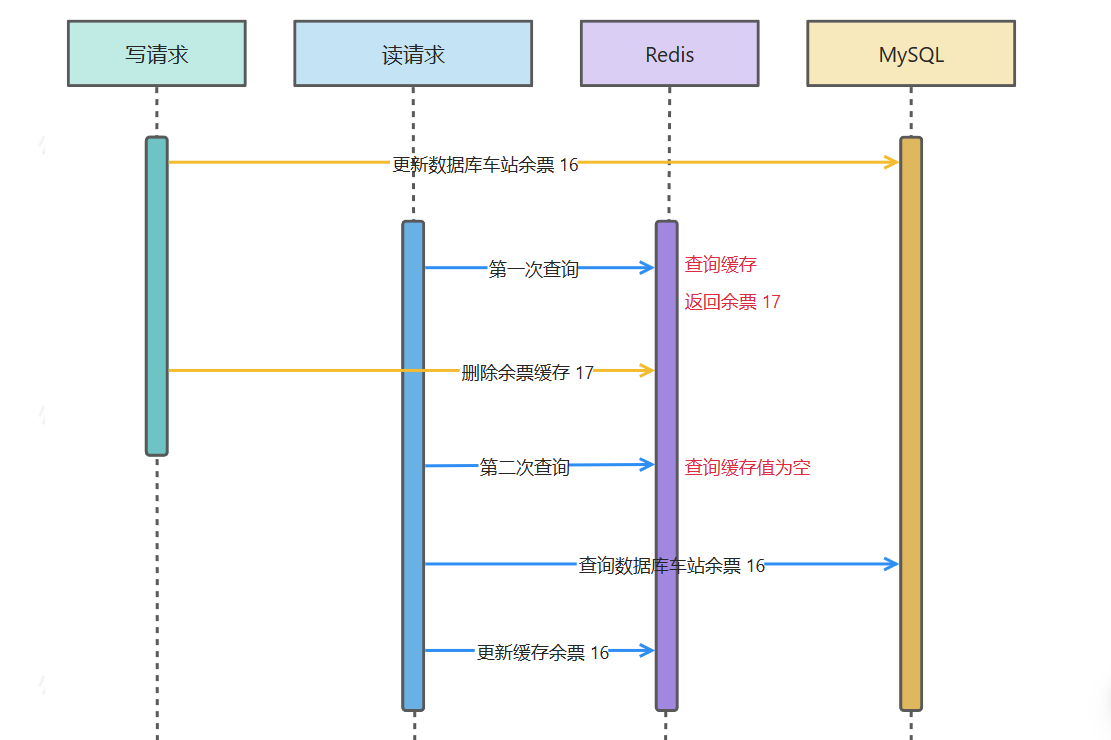 写请求
读请求
Redis
MySQL
更新数据库车站余票 16
第一次查询
查询缓存
返回余票 17
删除余票缓存 17
第二次查询
查询缓存值为空
查询数据库车站余票 16
更新缓存余票 16